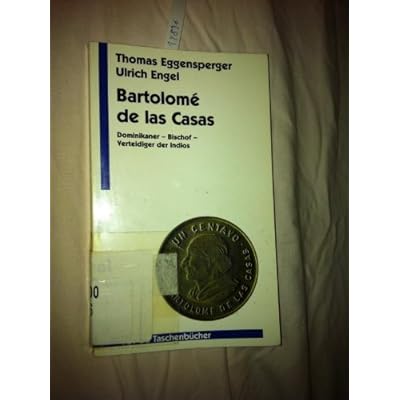 Thomas Eggensperger
Ulrich Engel
Bartolomé
de las Casas
Dominikaner – Bischof –
Verteidiger der Indios
UN CENTAVO
BARTOLOME DE LAS CASAS
Taschenbücher